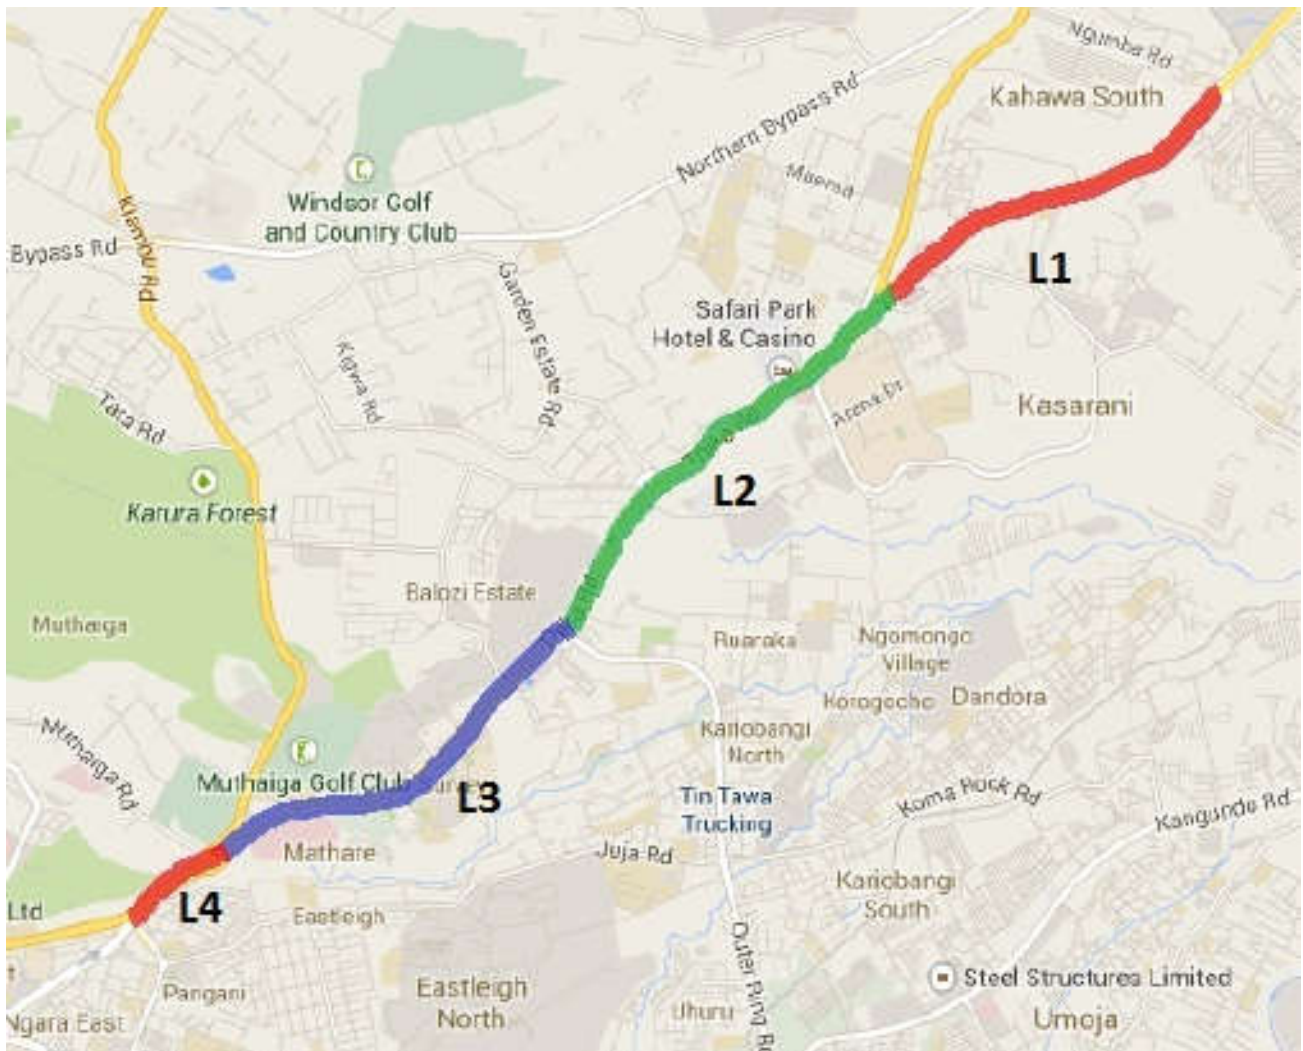 Ngumba Rd
Kahawa South
Northern Bypass Rd
Windsor Golf
and Country Club
Bypass Rd
Kiambu Rd
L1
Garden Estate Rd
Safari Park
Hotel & Casino
Kigwa Rd
Arena Dr
Kasarani
Tara Rd
L2
Karura Forest
Balozi Estate
Muthaiga
Ruaraka
Ngomongo
Village
Korogocho
Dandora
Kariobangi
North
Muthaiga Rd
Muthaiga Golf Club
L3
Tin Tawa
Trucking
Koma Rock Rd
Kangundo Rd
Mathare
Juja Rd
Kariobangi
South
Ltd
L4
Eastleigh
Outer Ring R
Pangani
Eastleigh
North
Steel Structures Limited
Uhuru
Umoja
Ngara East